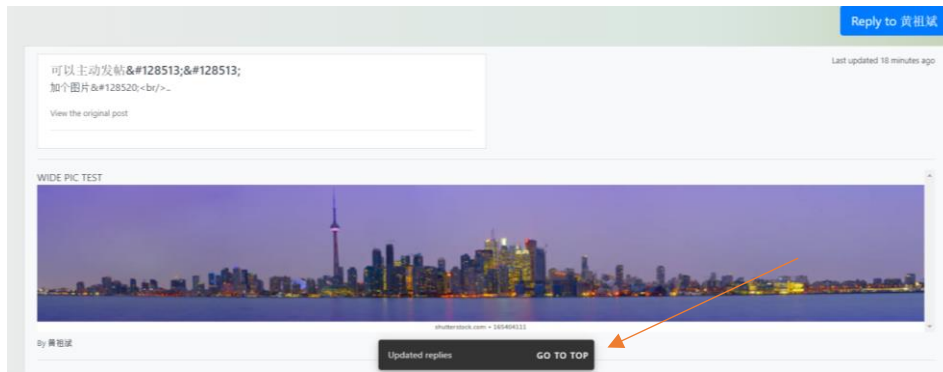 Reply to 黄祖斌
可以主动发帖&#128513;&#128513;
加个图片&#128520;<br/>..
View the original post
Last updated 18 minutes ago
WIDE PIC TEST
shutterstock.com • 165404111
By 黄祖斌
Updated replies GO TO TOP